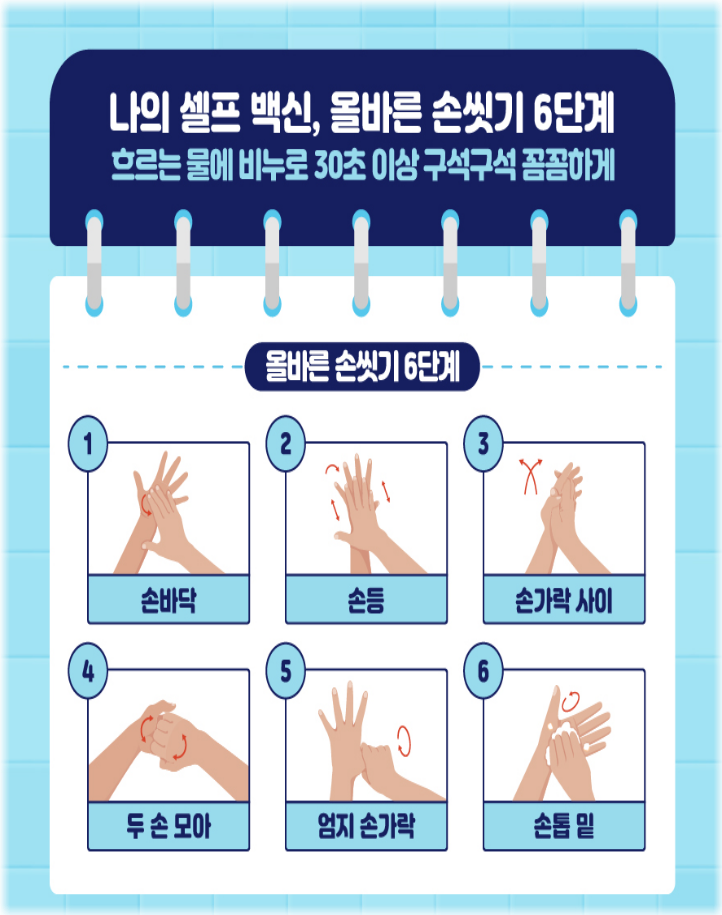 나의 셀프 백신, 올바른 손씻기 6단계
흐르는 물에 비누로 30초 이상 구석구석 꼼꼼하게
올바른 손씻기 6단계
1
손바닥
2
손등
3
손가락 사이
4
두 손 모아
5
엄지 손가락
6
손톱 밑